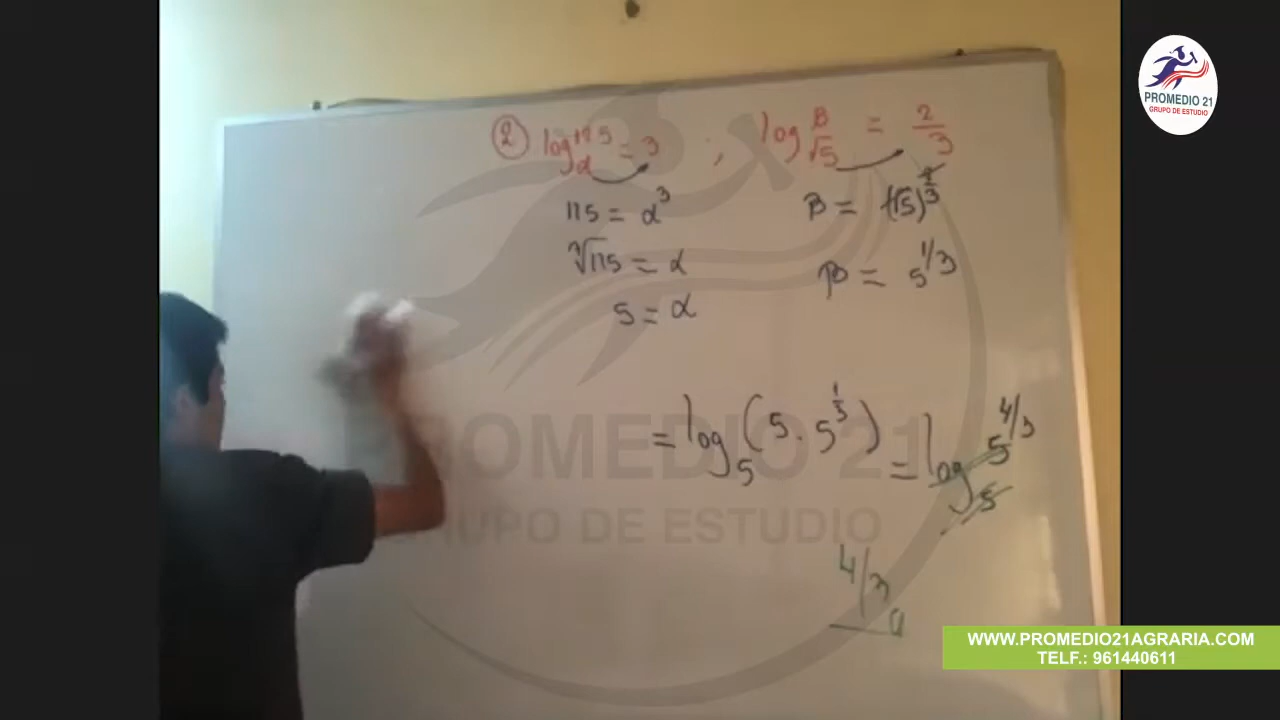 PROMEDIO 21
GRUPO DE ESTUDIO
② log_α 125 = 3 ; log_√5 β = 2/3
125 = α³
β = (√5)^2/3
³√125 = α
β = 5^1/3
5 = α
= log_5 (5 . 5^1/3) = log_5 5^4/3
4/3
PROMEDIO 21
GRUPO DE ESTUDIO
WWW.PROMEDIO21AGRARIA.COM
TELF.: 961440611